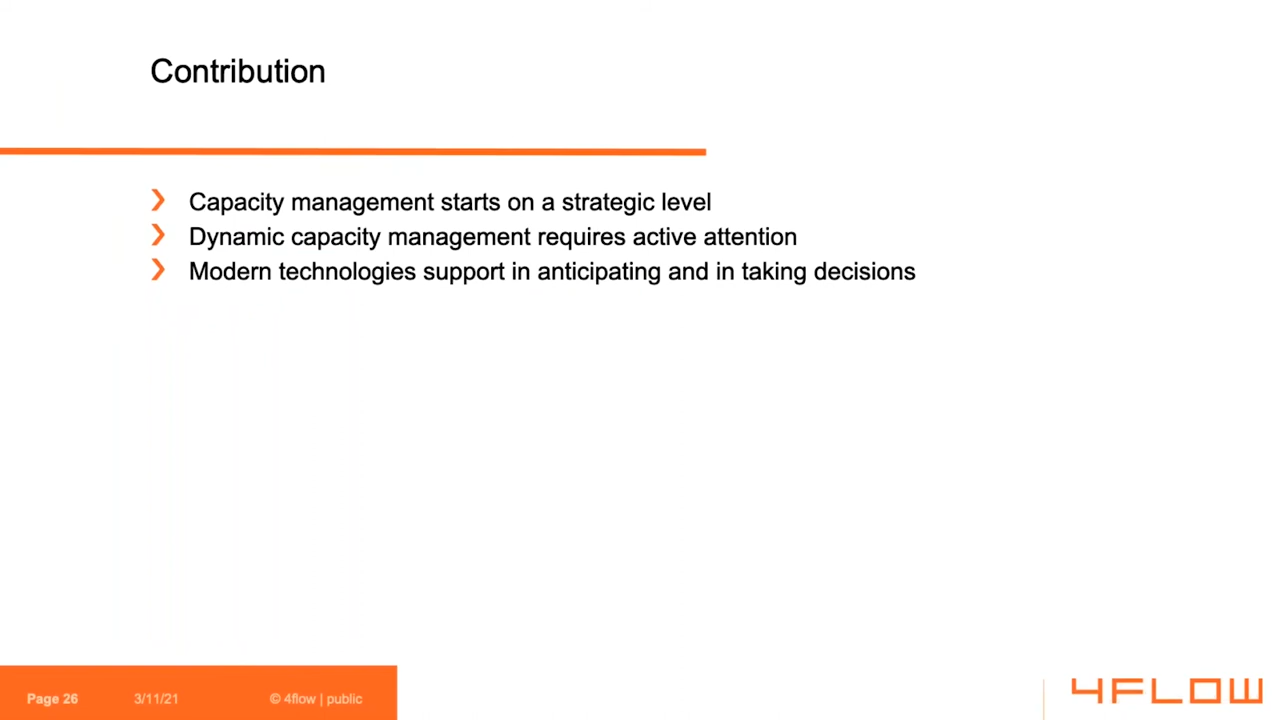 Contribution
Capacity management starts on a strategic level
Dynamic capacity management requires active attention
Modern technologies support in anticipating and in taking decisions
Page 26 3/11/21 © 4flow | public
4FLOW